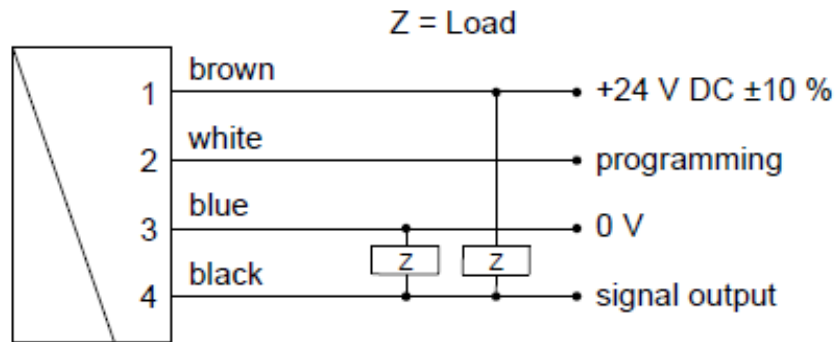 Z = Load
brown
1
+24 V DC ±10 %
white
2
programming
blue
3
0 V
Z
Z
black
4
signal output